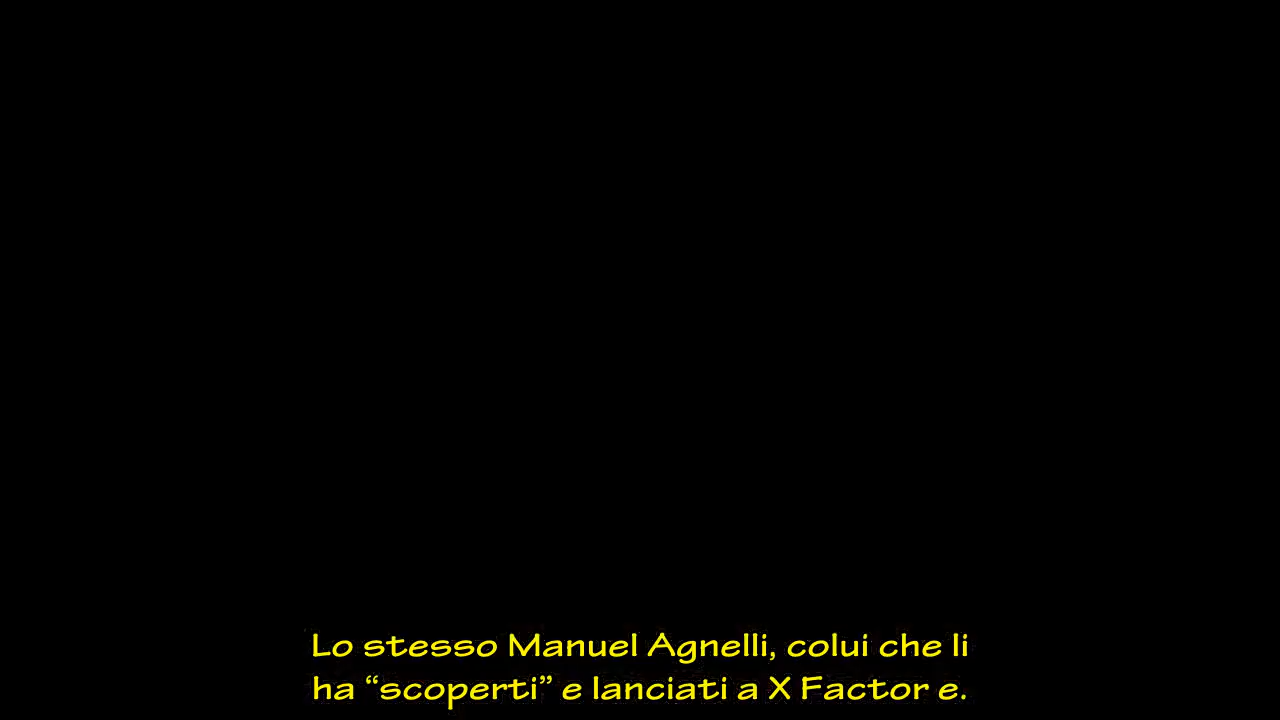 Lo stesso Manuel Agnelli, colui che li
ha “scoperti” e lanciati a X Factor e.